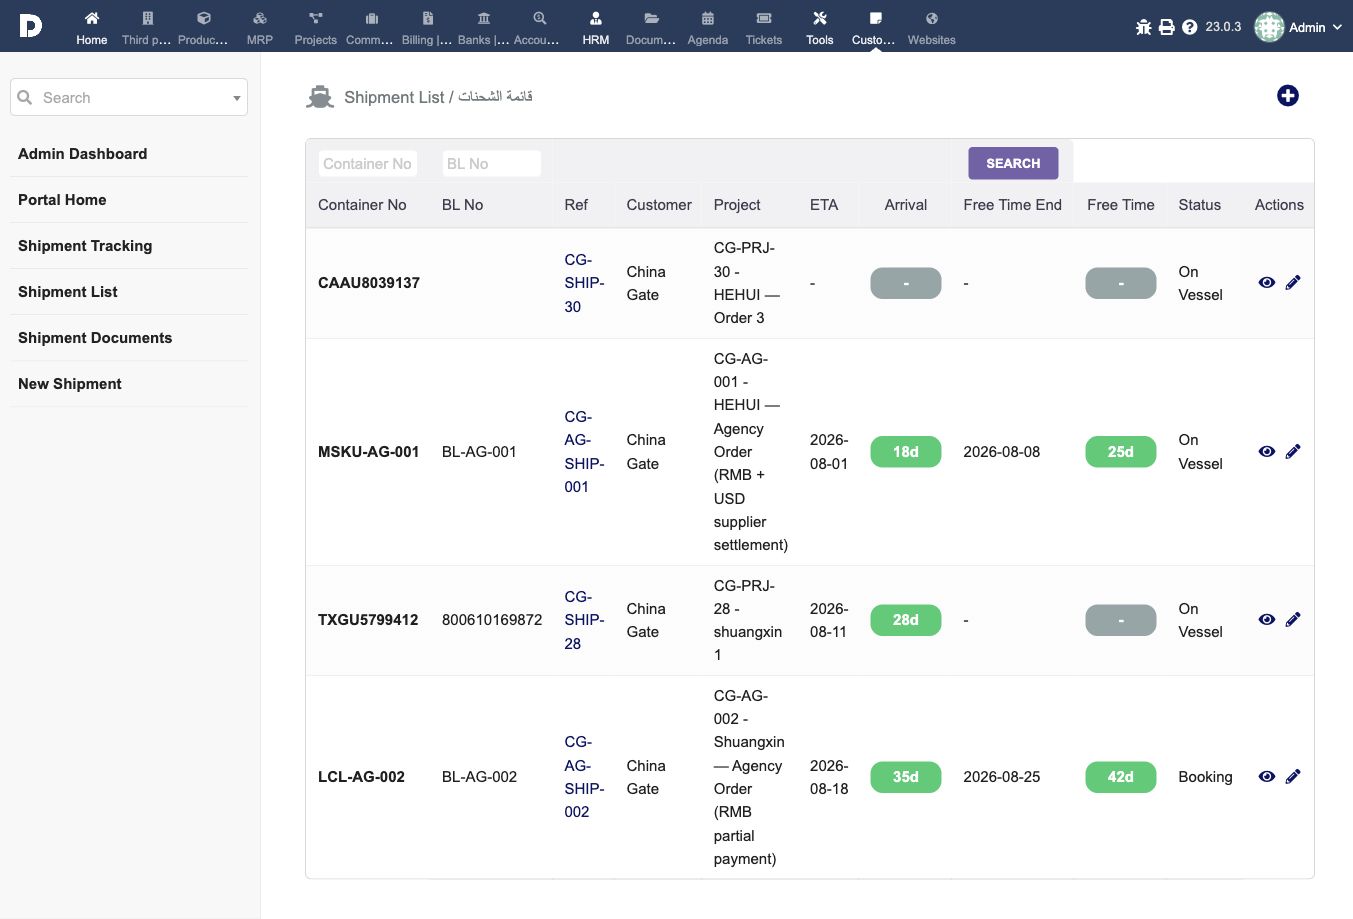 D
Home
Third p...
Produc...
MRP
Projects
Comm...
Billing |...
Banks |...
Accou...
HRM
Docum...
Agenda
Tickets
Tools
Custo...
Websites
23.0.3
Admin
Search
Admin Dashboard
Portal Home
Shipment Tracking
Shipment List
Shipment Documents
New Shipment
Shipment List / قائمة الشحنات
Container No
BL No
SEARCH
Container No
BL No
Ref
Customer
Project
ETA
Arrival
Free Time End
Free Time
Status
Actions
CAAU8039137
CG-
SHIP-
30
China
Gate
CG-PRJ-
30 -
HEHUI —
Order 3
-
-
-
-
On
Vessel
MSKU-AG-001
BL-AG-001
CG-
AG-
SHIP-
001
China
Gate
CG-AG-
001 -
HEHUI —
Agency
Order
(RMB +
USD
supplier
settlement)
2026-
08-01
18d
2026-08-08
25d
On
Vessel
TXGU5799412
800610169872
CG-
SHIP-
28
China
Gate
CG-PRJ-
28 -
shuangxin
1
2026-
08-11
28d
-
-
On
Vessel
LCL-AG-002
BL-AG-002
CG-
AG-
SHIP-
002
China
Gate
CG-AG-
002 -
Shuangxin
— Agency
Order
(RMB
partial
payment)
2026-
08-18
35d
2026-08-25
42d
Booking